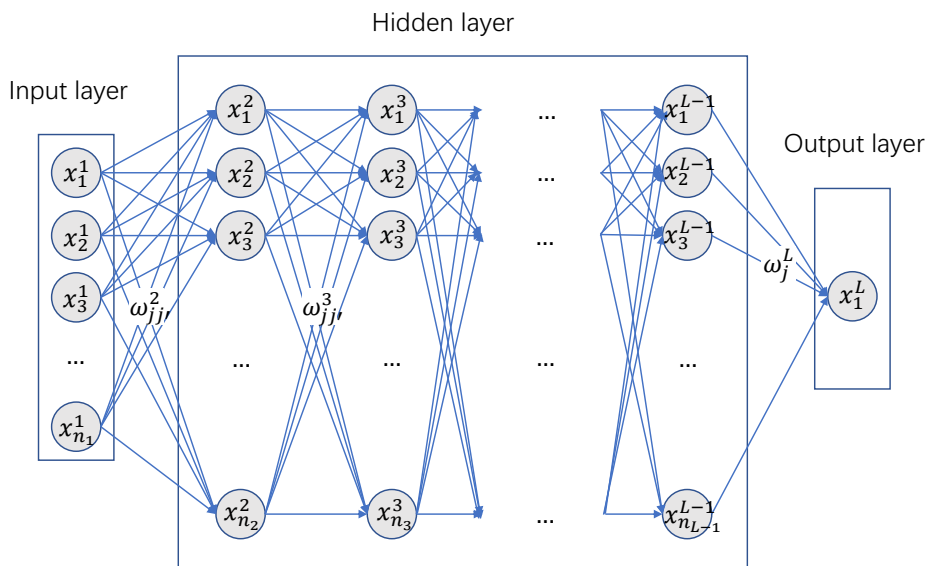 Hidden layer
Input layer
Output layer
x_1^2 x_1^3 ... ... x_1^{L-1}
x_1^1
x_2^2 x_2^3 ... ... x_2^{L-1}
x_2^1
x_3^2 x_3^3 ... ... x_3^{L-1}
x_3^1
ω_{jj′}^2 ω_{jj′}^3
ω_j^L
x_1^L
...
... ... ... ...
x_{n_1}^1
x_{n_2}^2 x_{n_3}^3 ... x_{n_{L-1}}^{L-1}